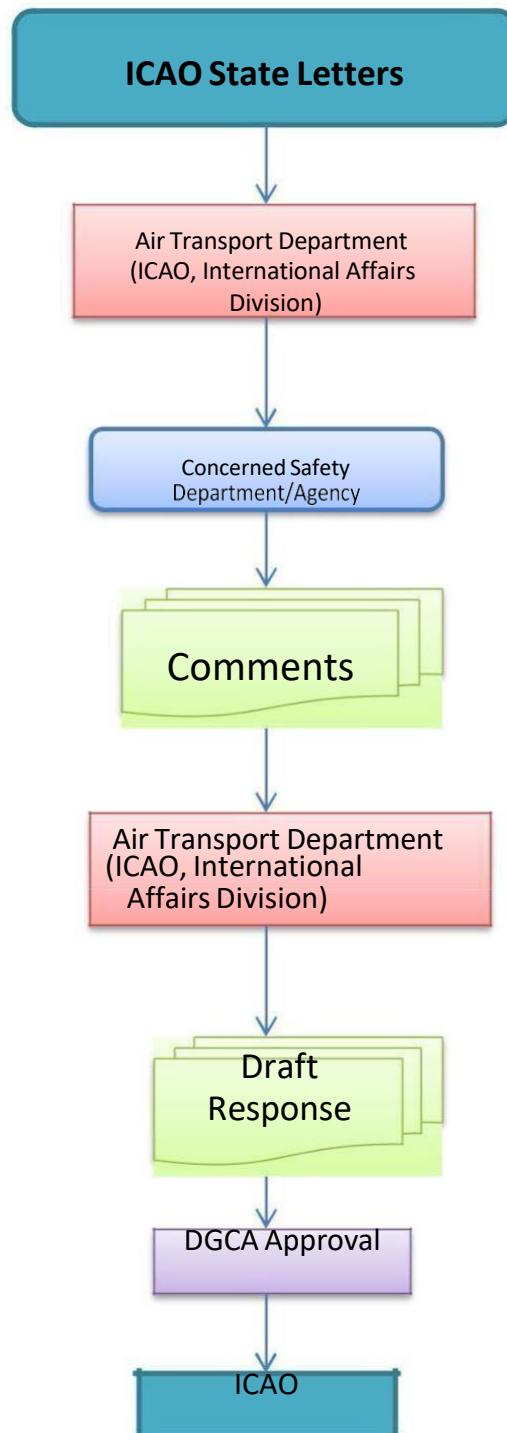 ICAO State Letters
Air Transport Department
(ICAO, International Affairs
Division)
Concerned Safety
Department/Agency
Comments
Air Transport Department
(ICAO, International
Affairs Division)
Draft
Response
DGCA Approval
ICAO